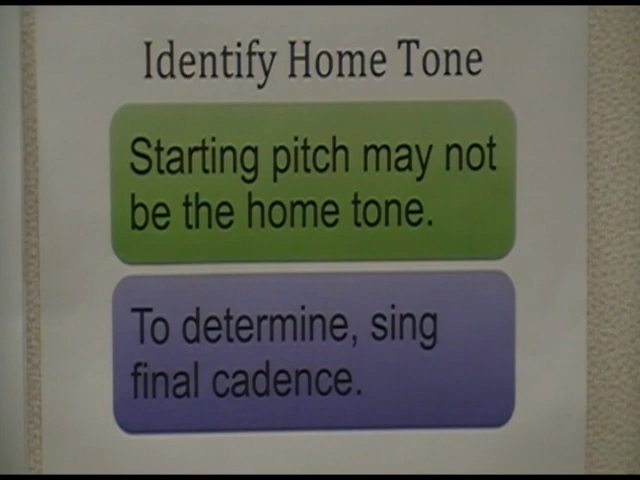 Identify Home Tone
Starting pitch may not
be the home tone.
To determine, sing
final cadence.